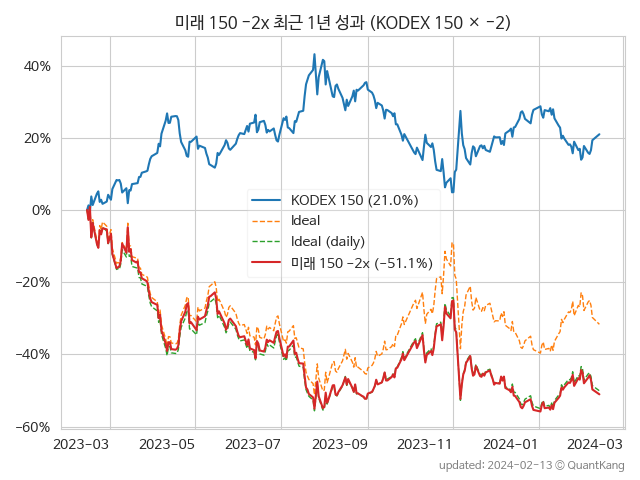 미래 150 −2x 최근 1년 성과 (KODEX 150 × −2)
40%
20%
0%
−20%
−40%
−60%
KODEX 150 (21.0%)
Ideal
Ideal (daily)
미래 150 −2x (−51.1%)
2023-03
2023-05
2023-07
2023-09
2023-11
2024-01
2024-03
updated: 2024-02-13 © QuantKang